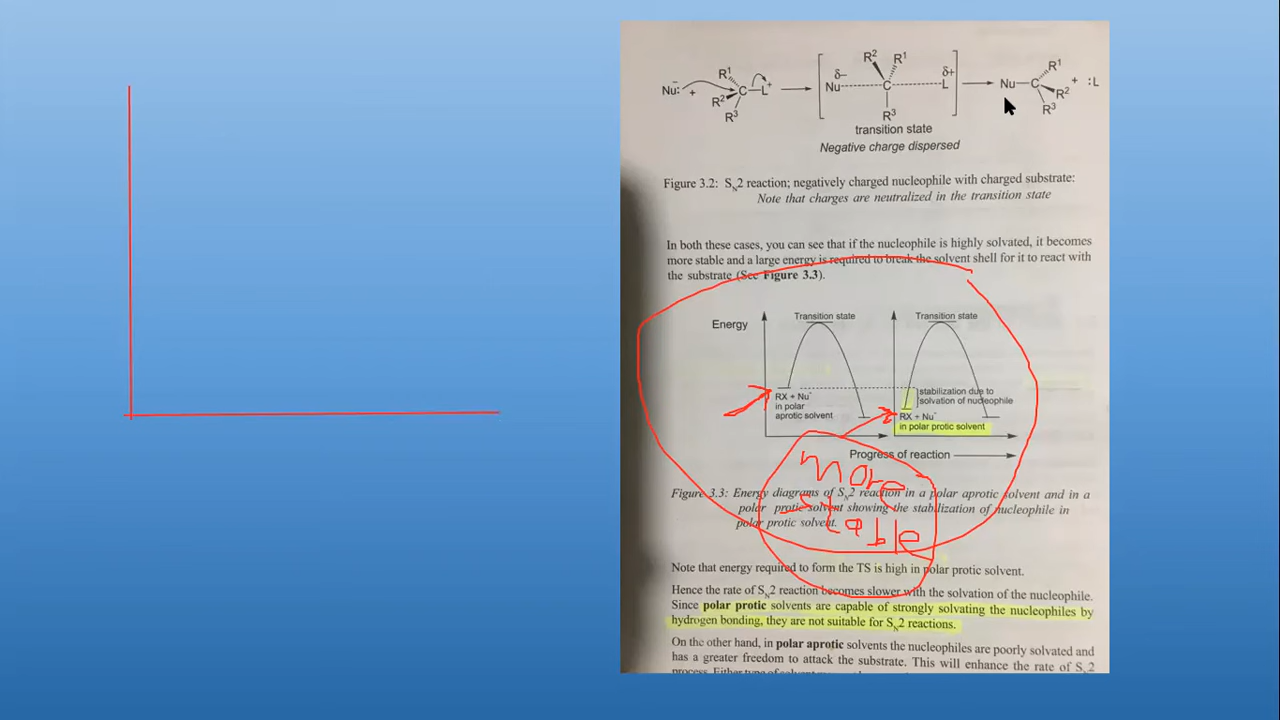 R² R¹
R¹ δ– δ+ R¹
Nu:⁻ + C—L⁺ Nu C L Nu—C + :L
R² R²
R³ R³ R³
transition state
Negative charge dispersed
Figure 3.2: SN2 reaction; negatively charged nucleophile with charged substrate:
Note that charges are neutralized in the transition state
In both these cases, you can see that if the nucleophile is highly solvated, it becomes
more stable and a large energy is required to break the solvent shell for it to react with
the substrate (See Figure 3.3).
Energy
Transition state
RX + Nu⁻
in polar
aprotic solvent
Transition state
stabilization due to
solvation of nucleophile
RX + Nu⁻
in polar protic solvent
Progress of reaction
more
stable
Figure 3.3: Energy diagrams of SN2 reaction in a polar aprotic solvent and in a
polar protic solvent showing the stabilization of nucleophile in
polar protic solvent.
Note that energy required to form the TS is high in polar protic solvent.
Hence the rate of SN2 reaction becomes slower with the solvation of the nucleophile.
Since polar protic solvents are capable of strongly solvating the nucleophiles by
hydrogen bonding, they are not suitable for SN2 reactions.
On the other hand, in polar aprotic solvents the nucleophiles are poorly solvated and
has a greater freedom to attack the substrate. This will enhance the rate of SN2